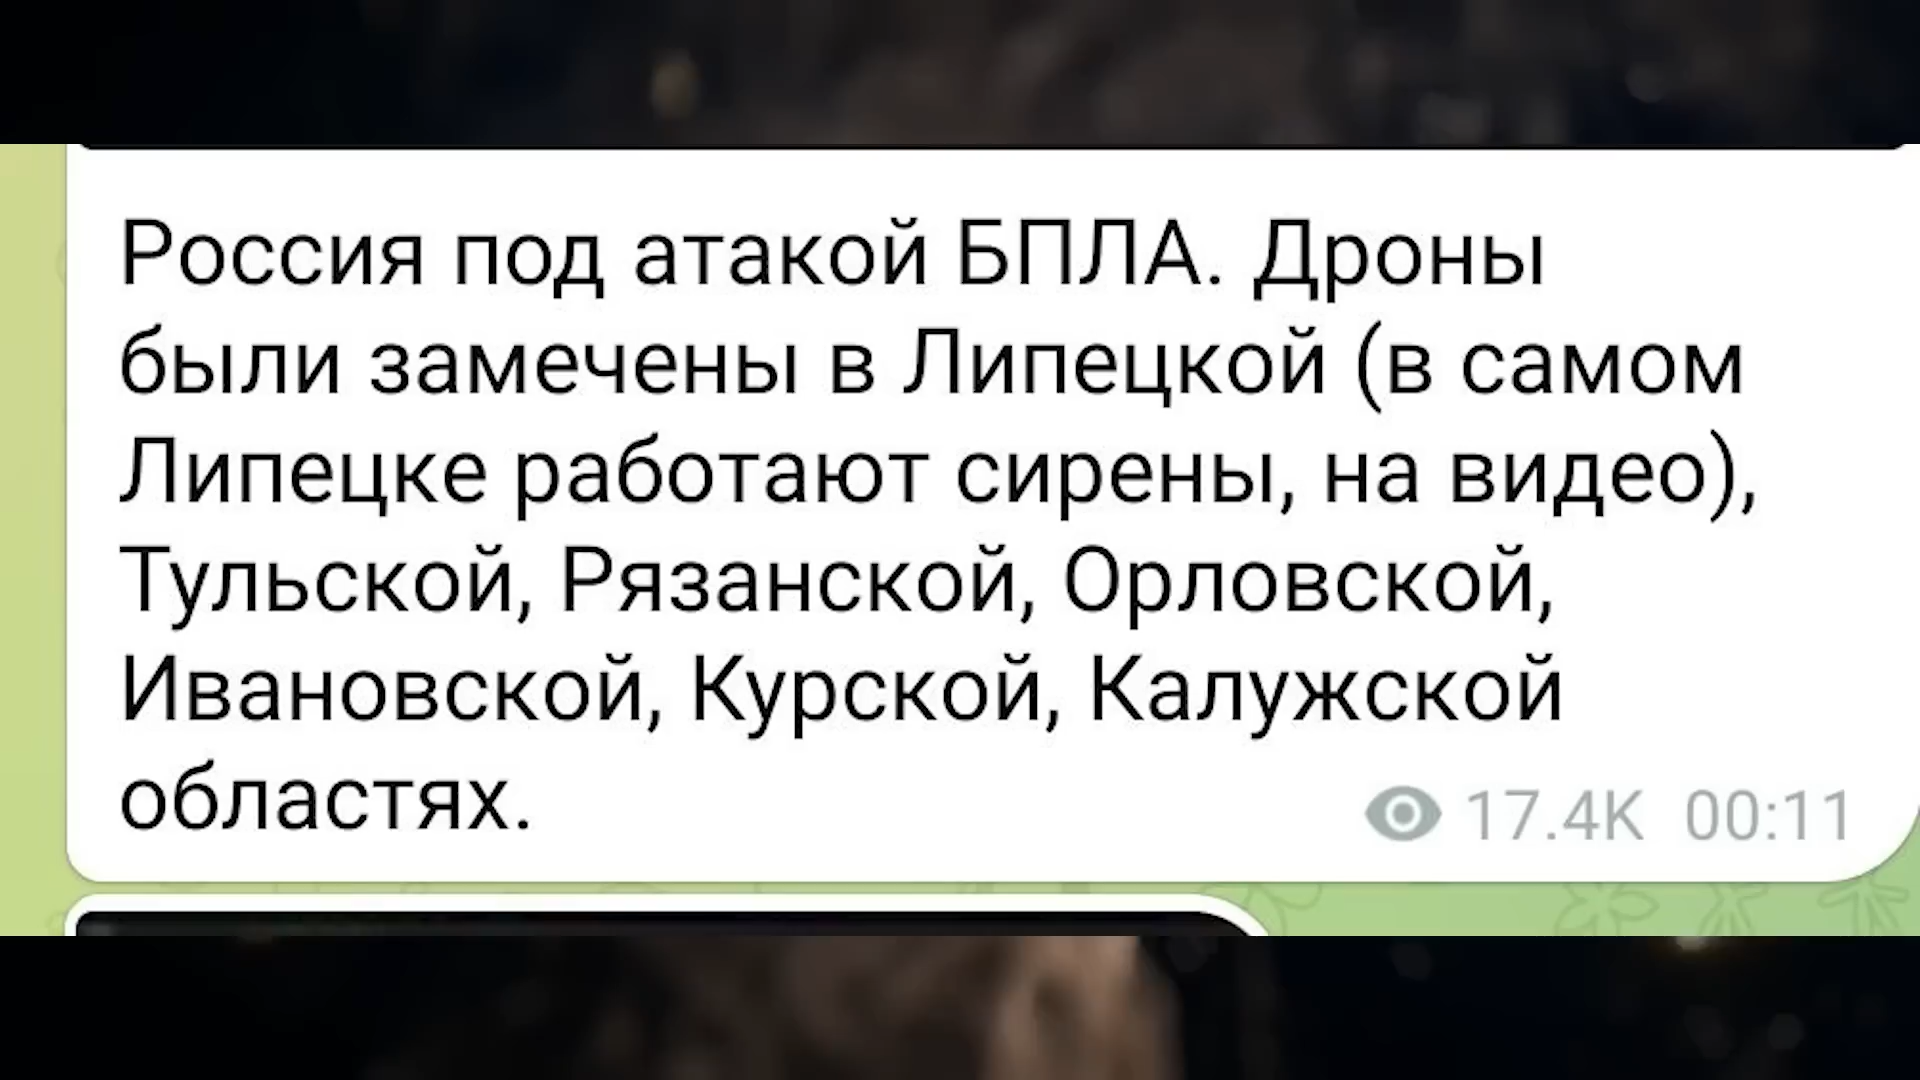 Россия под атакой БПЛА. Дроны
были замечены в Липецкой (в самом
Липецке работают сирены, на видео),
Тульской, Рязанской, Орловской,
Ивановской, Курской, Калужской
областях.
17.4K 00:11